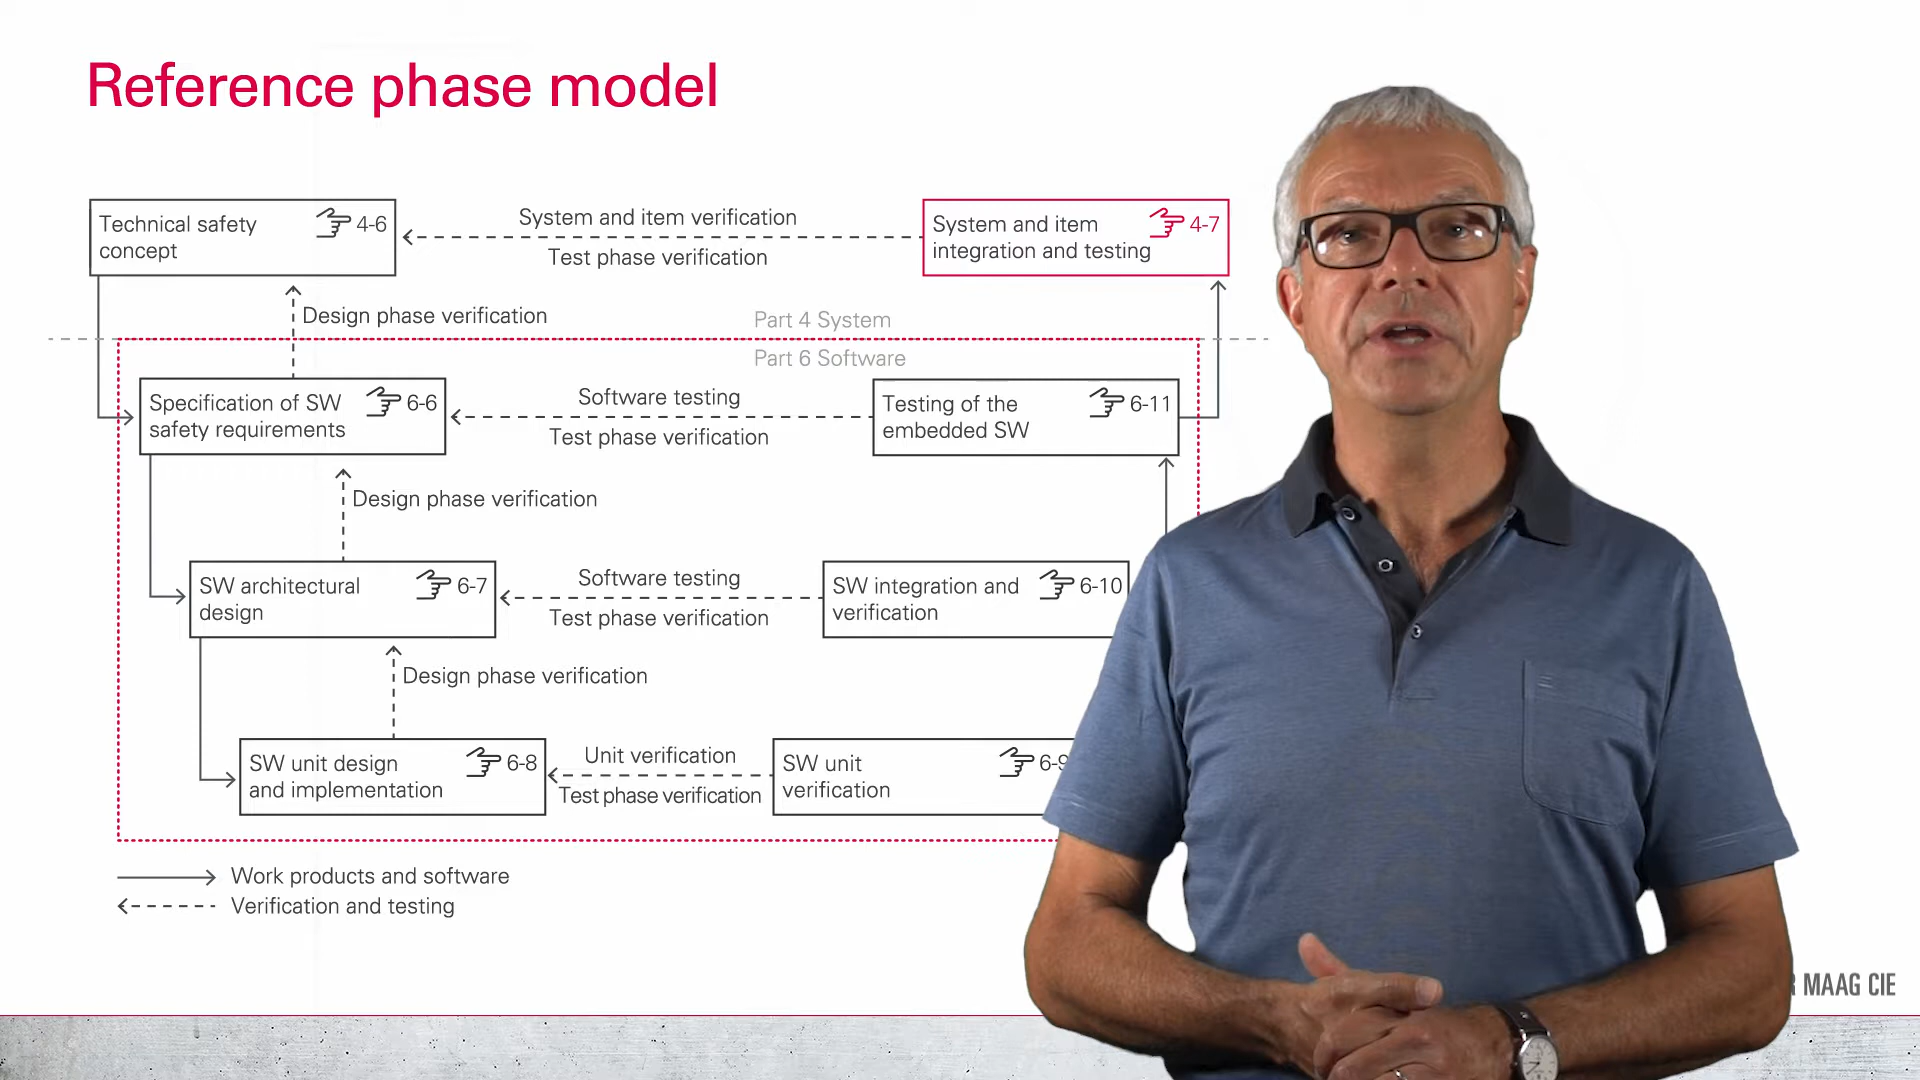 Reference phase model
Technical safety
concept
4-6
System and item verification
Test phase verification
System and item
integration and testing
4-7
Design phase verification
Part 4 System
Part 6 Software
Specification of SW
safety requirements
6-6
Software testing
Test phase verification
Testing of the
embedded SW
6-11
Design phase verification
SW architectural
design
6-7
Software testing
Test phase verification
SW integration and
verification
6-10
Design phase verification
SW unit design
and implementation
6-8
Unit verification
Test phase verification
SW unit
verification
6-9
Work products and software
Verification and testing
MAAG CIE